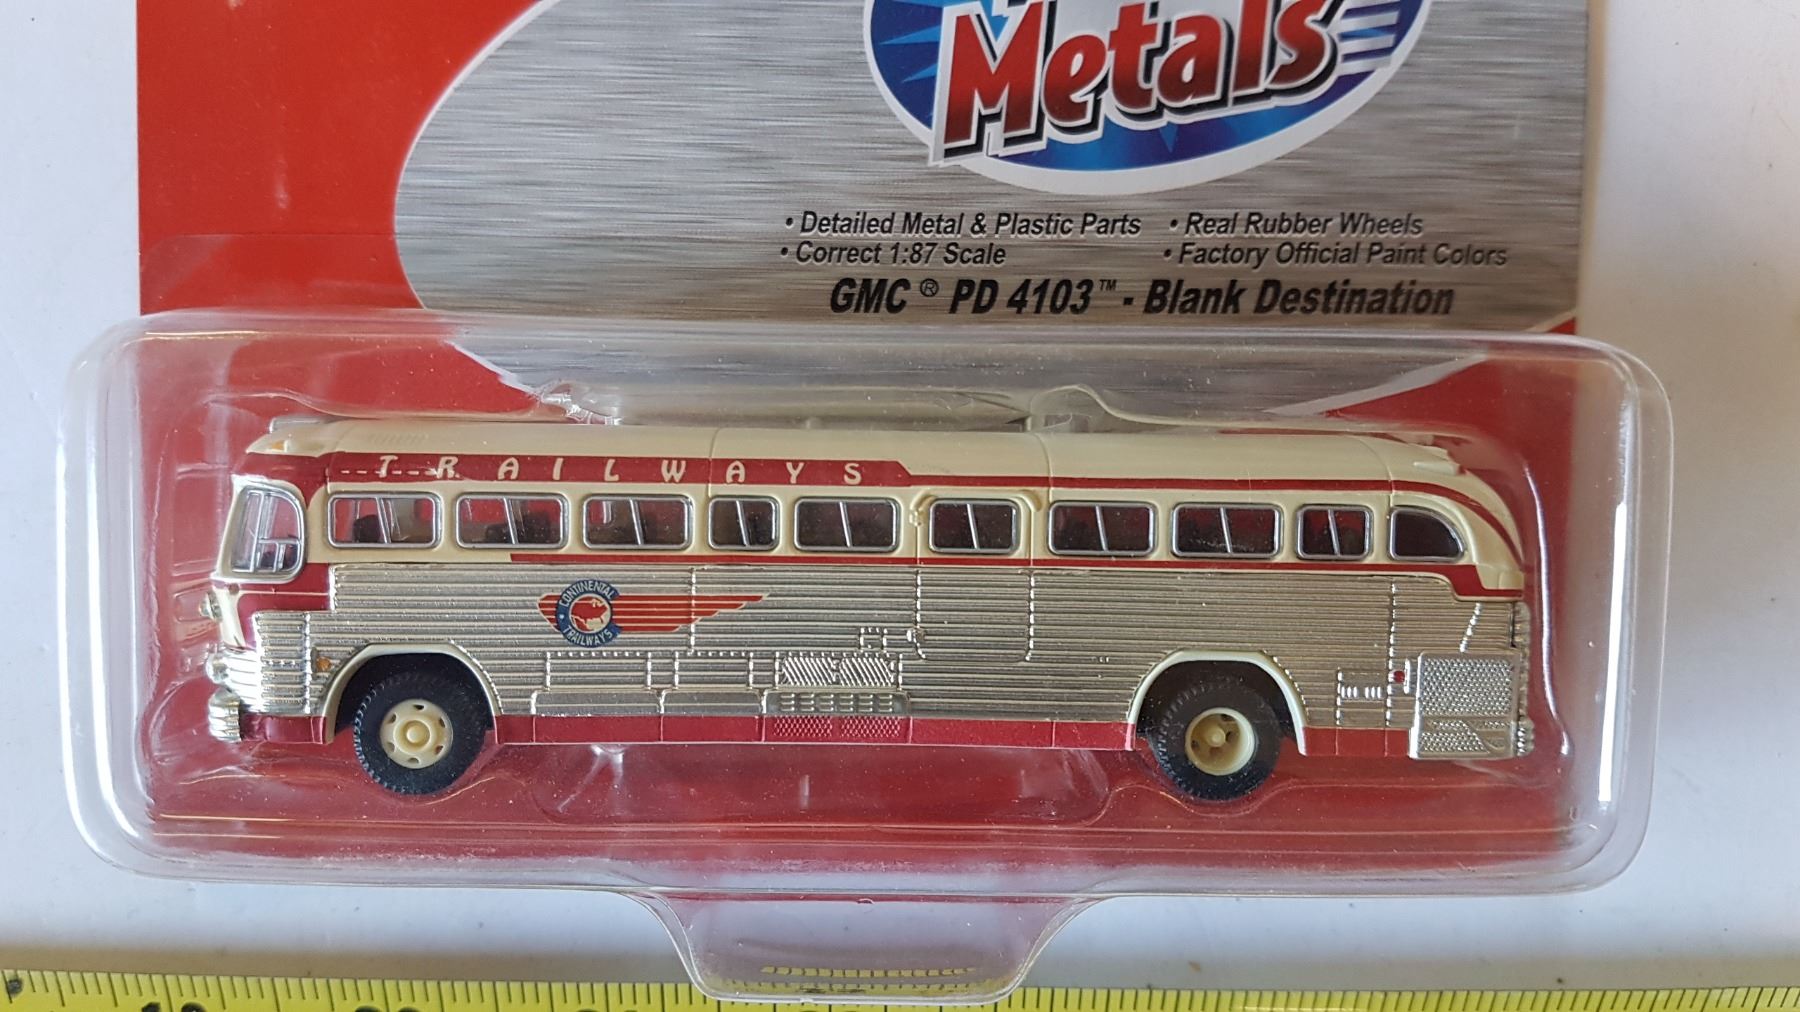 Metals
• Detailed Metal & Plastic Parts • Real Rubber Wheels
• Correct 1:87 Scale • Factory Official Paint Colors
GMC ® PD 4103™ - Blank Destination
TRAILWAYS
CONTINENTAL
TRAILWAYS